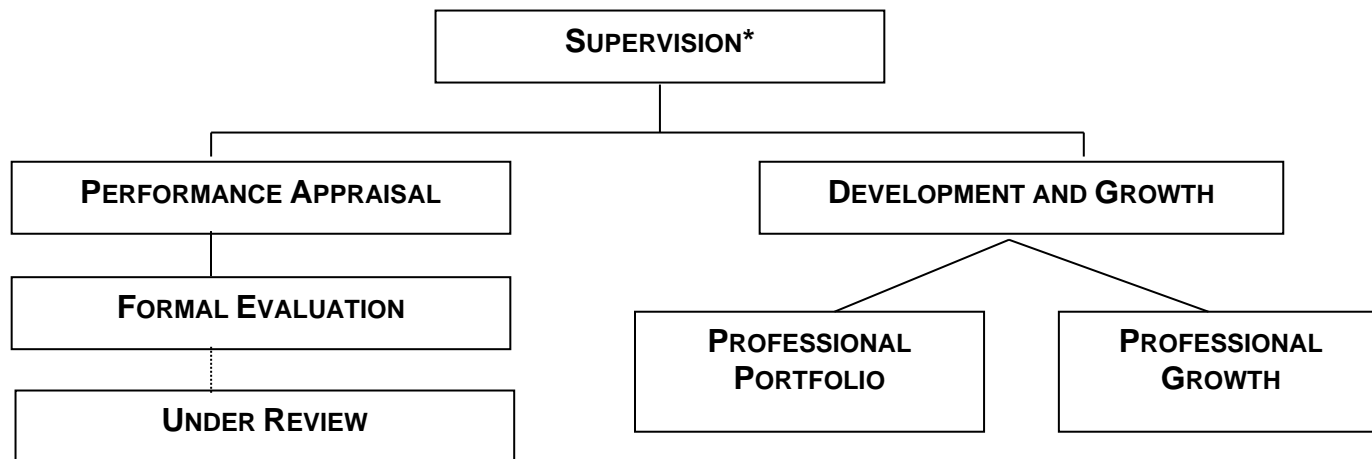 SUPERVISION*
PERFORMANCE APPRAISAL
DEVELOPMENT AND GROWTH
FORMAL EVALUATION
PROFESSIONAL
PORTFOLIO
PROFESSIONAL
GROWTH
UNDER REVIEW